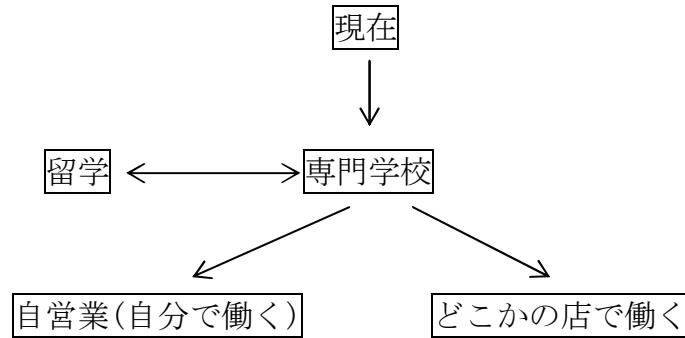 現在
留学
専門学校
自営業(自分で働く)
どこかの店で働く